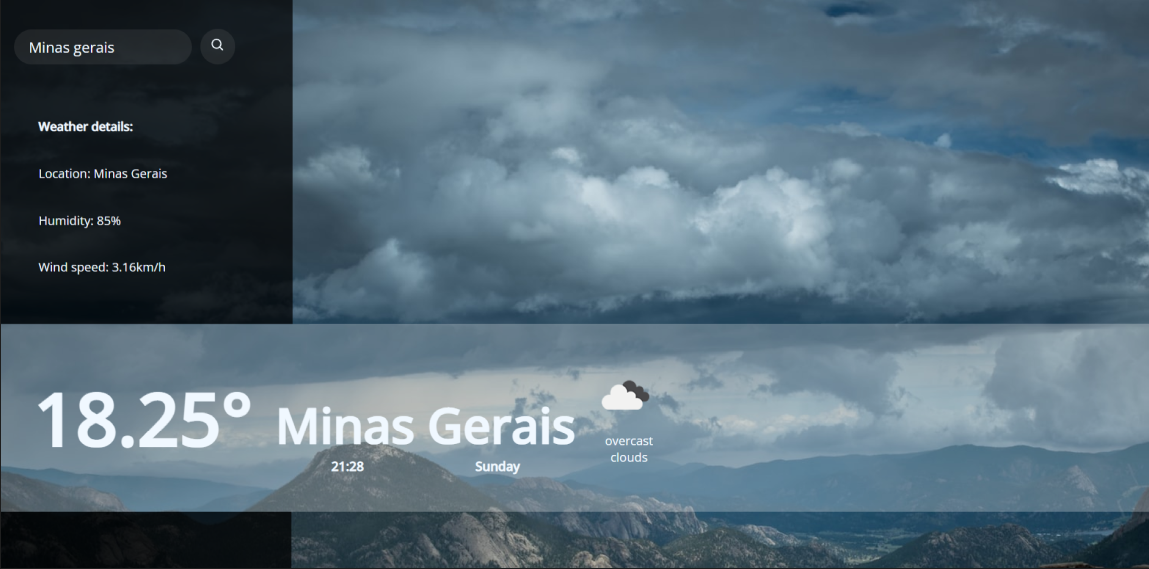 Minas gerais
Weather details:
Location: Minas Gerais
Humidity: 85%
Wind speed: 3.16km/h
18.25° Minas Gerais
21:28 Sunday
overcast
clouds